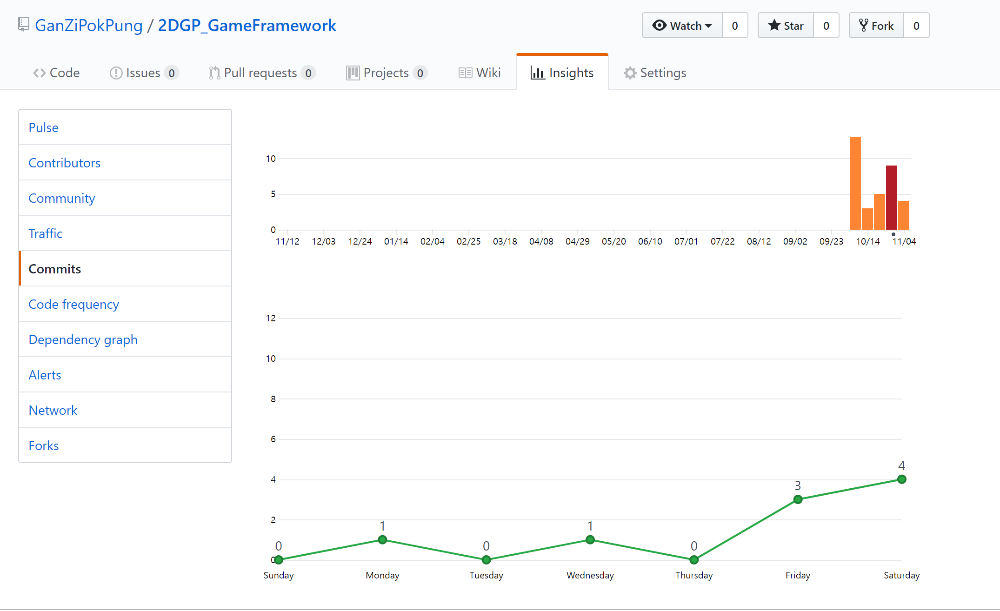 GanZiPokPung / 2DGP_GameFramework
Watch 0 Star 0 Fork 0
Code Issues 0 Pull requests 0 Projects 0 Wiki Insights Settings
Pulse
Contributors
Community
Traffic
Commits
Code frequency
Dependency graph
Alerts
Network
Forks
10
5
0
11/12 12/03 12/24 01/14 02/04 02/25 03/18 04/08 04/29 05/20 06/10 07/01 07/22 08/12 09/02 09/23 10/14 11/04
12
10
8
6
4
2
0
0 1 0 1 0 3 4
Sunday Monday Tuesday Wednesday Thursday Friday Saturday